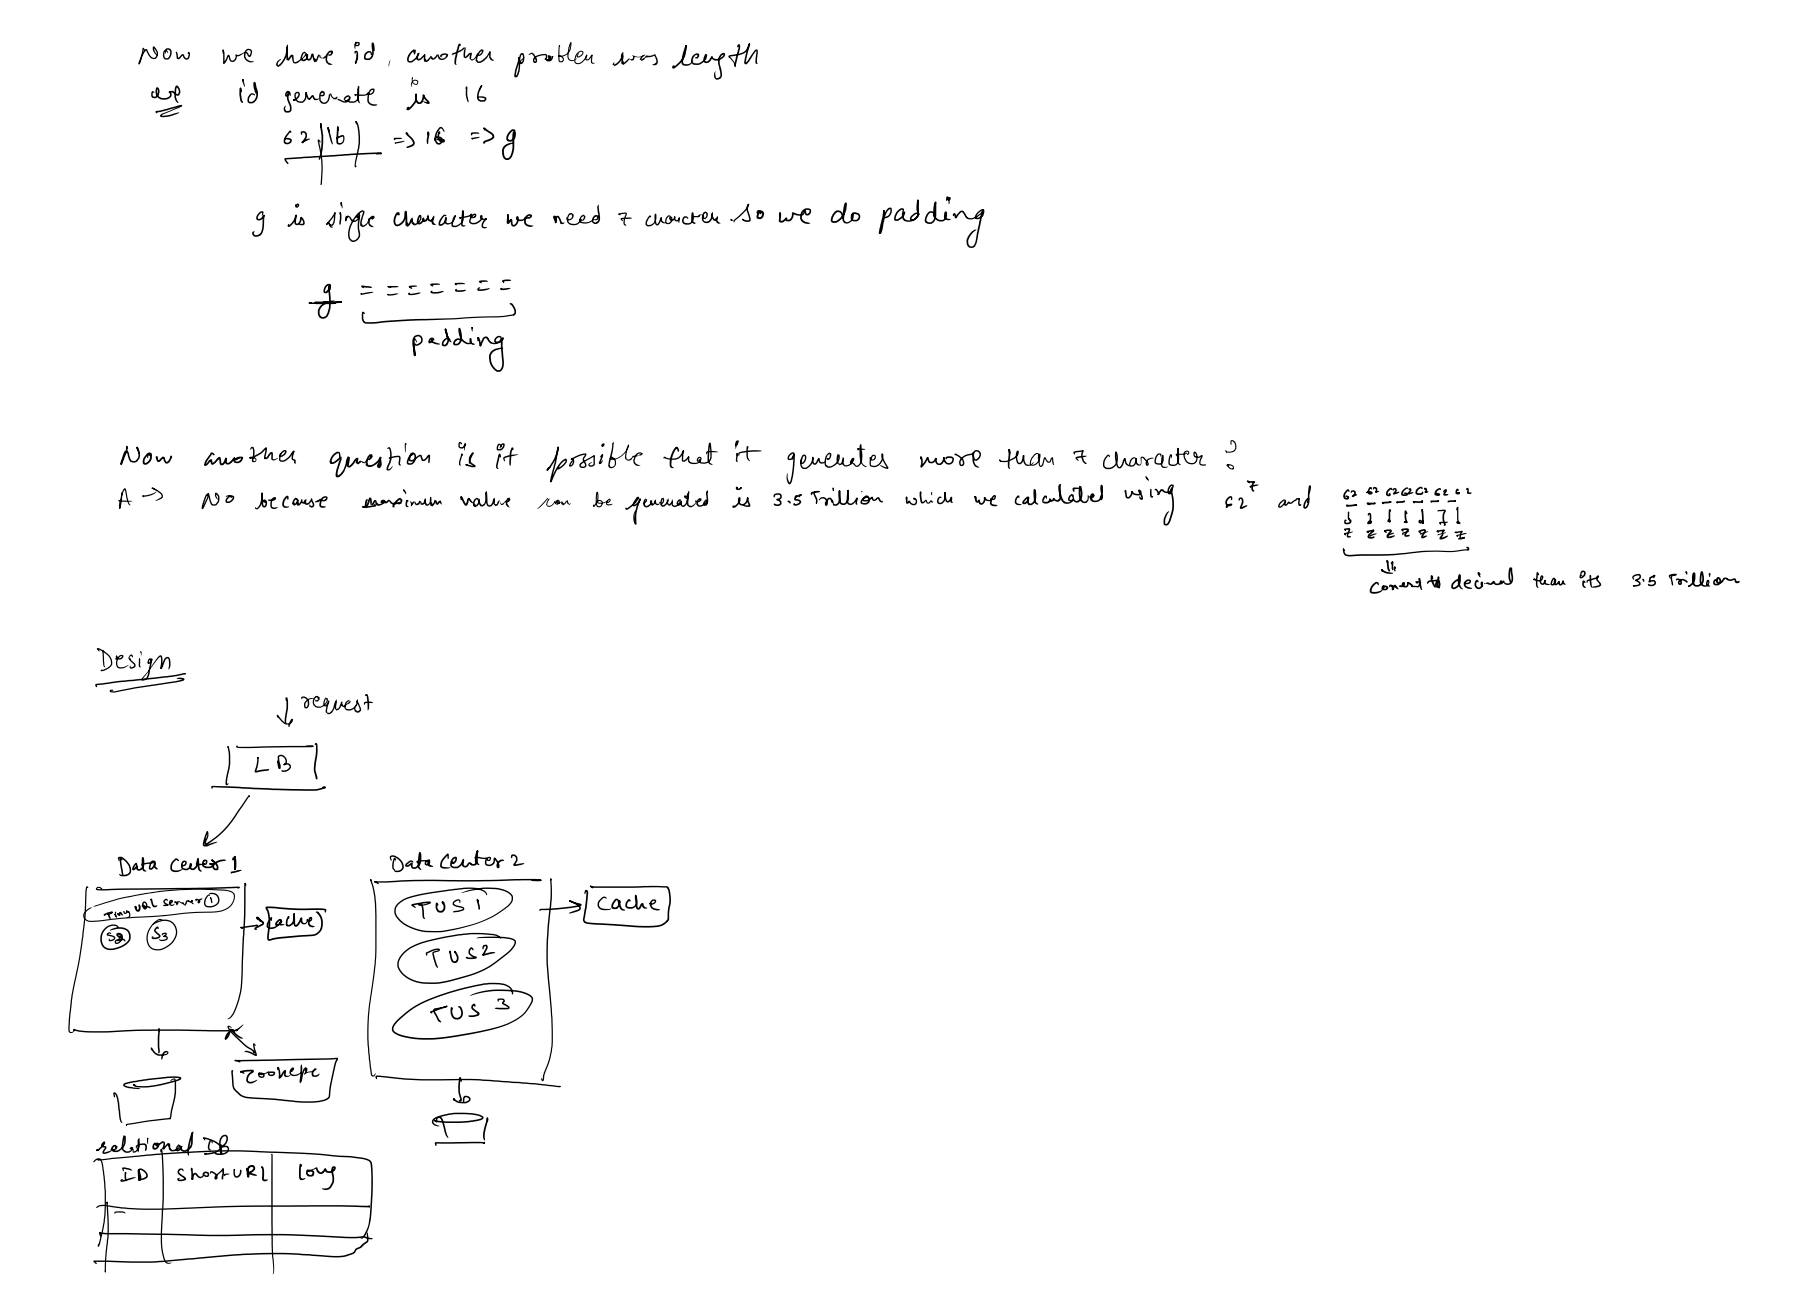 Now we have id, another problem was length
exp id generate is 16
62 | 16 | => 16 => g
g is single character we need 7 character so we do padding
g = = = = = = =
padding
Now another question is it possible that it generates more than 7 character ?
A → No because maximum value can be generated is 3.5 Trillion which we calculated using 62^7 and
62 62 62 62 62 62 62
z z z z z z z
convert to decimal than its 3.5 Trillion
Design
request
LB
Data Center 1
Tiny URL server ①
S2 S3
cache
Zookepe
relational DB
ID ShortURL long
Data Center 2
TUS 1
TUS 2
TUS 3
Cache